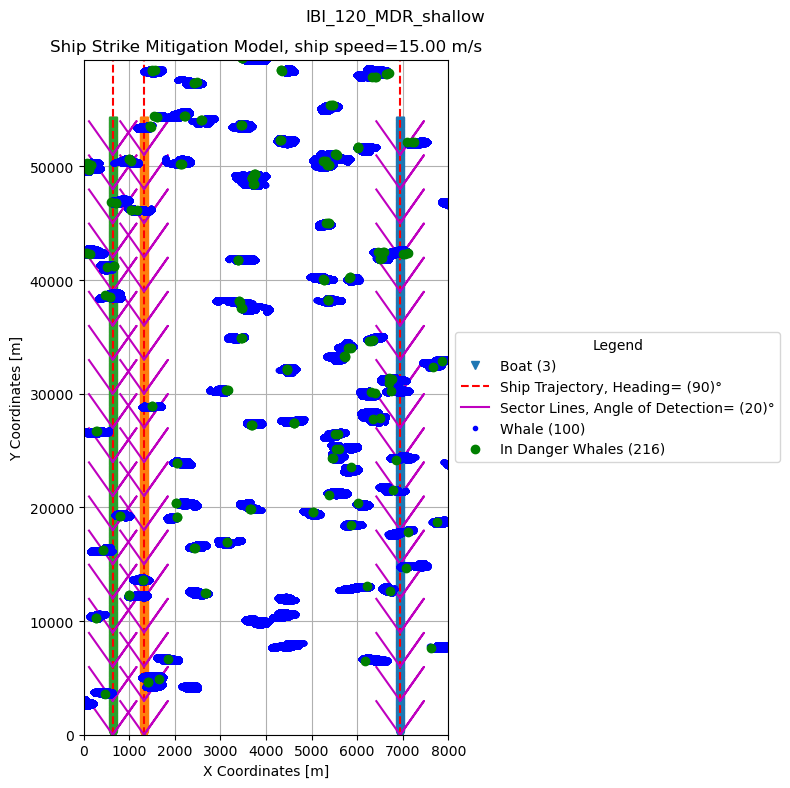 IBI_120_MDR_shallow
Ship Strike Mitigation Model, ship speed=15.00 m/s
50000
40000
30000
20000
10000
0
Y Coordinates [m]
0 1000 2000 3000 4000 5000 6000 7000 8000
X Coordinates [m]
Legend
Boat (3)
Ship Trajectory, Heading= (90)°
Sector Lines, Angle of Detection= (20)°
Whale (100)
In Danger Whales (216)